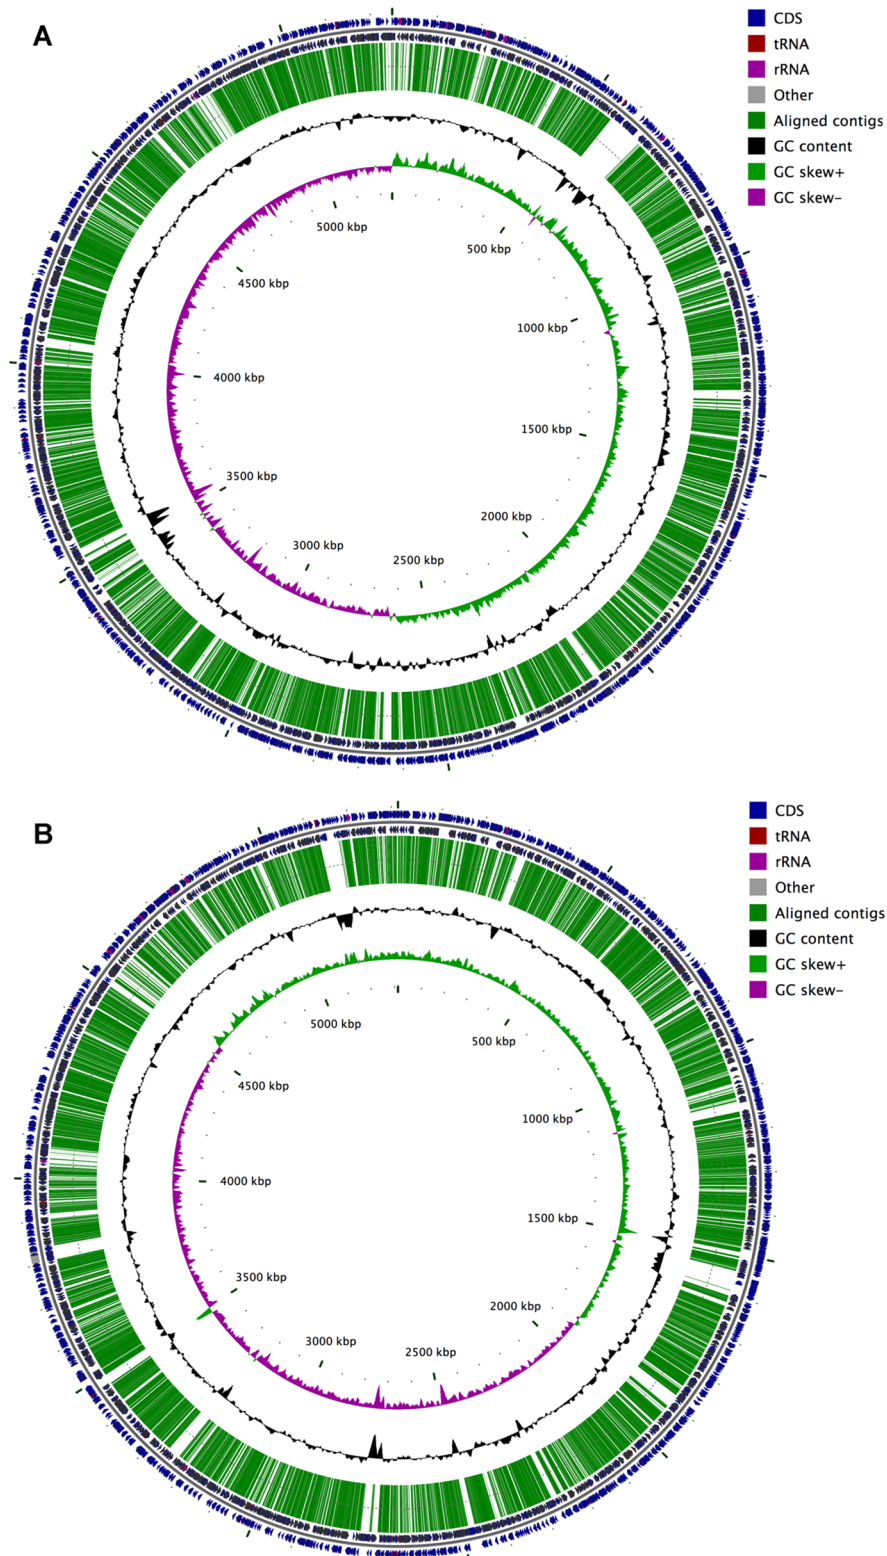 A
CDS
tRNA
rRNA
Other
Aligned contigs
GC content
GC skew+
GC skew-
5000 kbp
500 kbp
4500 kbp
1000 kbp
4000 kbp
1500 kbp
3500 kbp
2000 kbp
3000 kbp
2500 kbp
B
CDS
tRNA
rRNA
Other
Aligned contigs
GC content
GC skew+
GC skew-
5000 kbp
500 kbp
4500 kbp
1000 kbp
4000 kbp
1500 kbp
3500 kbp
2000 kbp
3000 kbp
2500 kbp